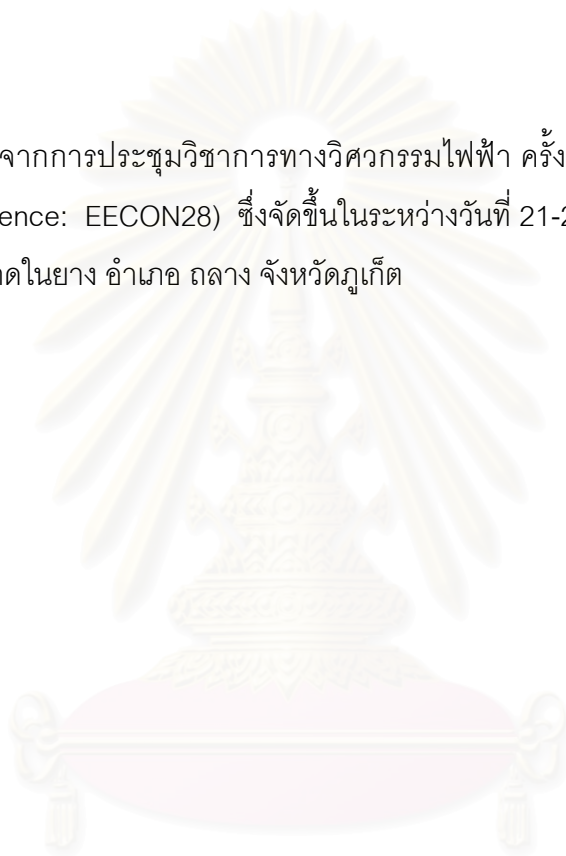 จากการประชุมวิชาการทางวิศวกรรมไฟฟ้า ครั้ง
ence: EECON28) ซึ่งจัดขึ้นในระหว่างวันที่ 21-2
าดในยาง อำเภอ ถลาง จังหวัดภูเก็ต